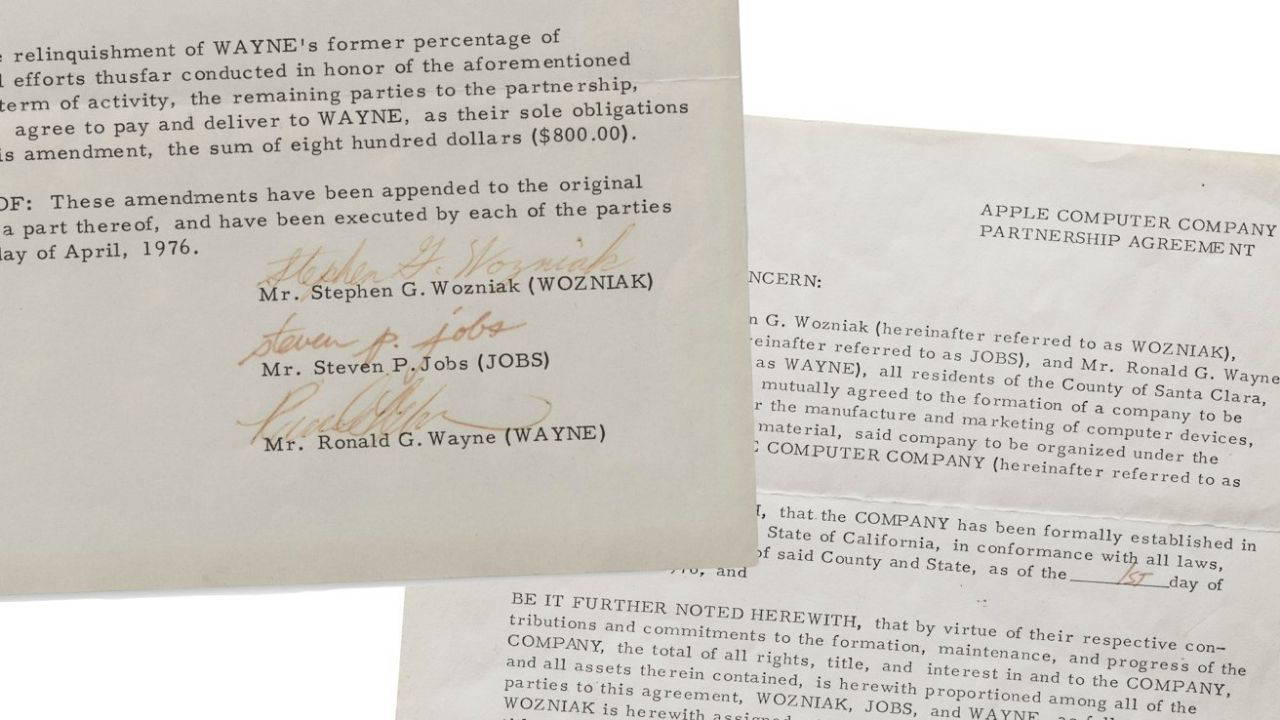 relinquishment of WAYNE's former percentage of
efforts thusfar conducted in honor of the aforementioned
term of activity, the remaining parties to the partnership,
agree to pay and deliver to WAYNE, as their sole obligations
is amendment, the sum of eight hundred dollars ($800.00).
OF: These amendments have been appended to the original
a part thereof, and have been executed by each of the parties
day of April, 1976.
Stephen G. Wozniak
Mr. Stephen G. Wozniak (WOZNIAK)
steven p. jobs
Mr. Steven P. Jobs (JOBS)
Mr. Ronald G. Wayne (WAYNE)
APPLE COMPUTER COMPANY
PARTNERSHIP AGREEMENT
NCERN:
n G. Wozniak (hereinafter referred to as WOZNIAK),
reinafter referred to as JOBS), and Mr. Ronald G. Wayne
as WAYNE), all residents of the County of Santa Clara,
mutually agreed to the formation of a company to be
r the manufacture and marketing of computer devices,
material, said company to be organized under the
COMPUTER COMPANY (hereinafter referred to as
that the COMPANY has been formally established in
State of California, in conformance with all laws,
of said County and State, as of the 1ST day of
and
BE IT FURTHER NOTED HEREWITH, that by virtue of their respective con-
tributions and commitments to the formation, maintenance, and progress of the
COMPANY, the total of all rights, title, and interest in and to the COMPANY,
and all assets therein contained, is herewith proportioned among all of the
parties to this agreement, WOZNIAK, JOBS, and WAYNE, as
WOZNIAK is herewith